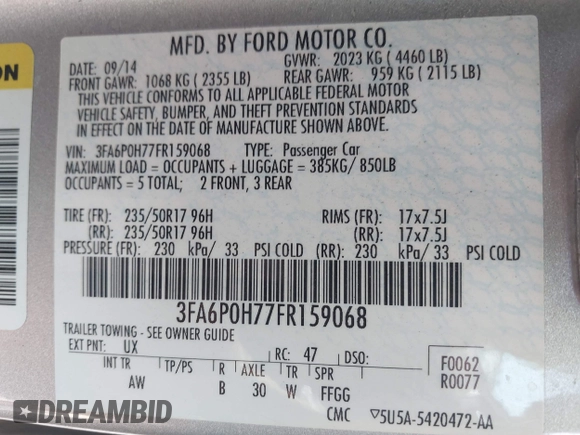 ON
MFD. BY FORD MOTOR CO.
DATE: 09/14 GVWR: 2023 KG ( 4460 LB)
FRONT GAWR: 1068 KG ( 2355 LB) REAR GAWR: 959 KG ( 2115 LB)
THIS VEHICLE CONFORMS TO ALL APPLICABLE FEDERAL MOTOR
VEHICLE SAFETY, BUMPER, AND THEFT PREVENTION STANDARDS
IN EFFECT ON THE DATE OF MANUFACTURE SHOWN ABOVE.
VIN: 3FA6P0H77FR159068 TYPE: Passenger Car
MAXIMUM LOAD = OCCUPANTS + LUGGAGE = 385KG/ 850LB
OCCUPANTS = 5 TOTAL; 2 FRONT, 3 REAR
TIRE (FR): 235/50R17 96H RIMS (FR): 17x7.5J
(RR): 235/50R17 96H (RR): 17x7.5J
PRESSURE (FR): 230 kPa/ 33 PSI COLD (RR): 230 kPa/ 33 PSI COLD
3FA6P0H77FR159068
TRAILER TOWING - SEE OWNER GUIDE
EXT PNT: UX RC: 47 DSO: F0062
INT TR TP/PS R AXLE TR SPR R0077
AW B 30 W FFGG
CMC ▽5U5A-5420472-AA
DREAMBID